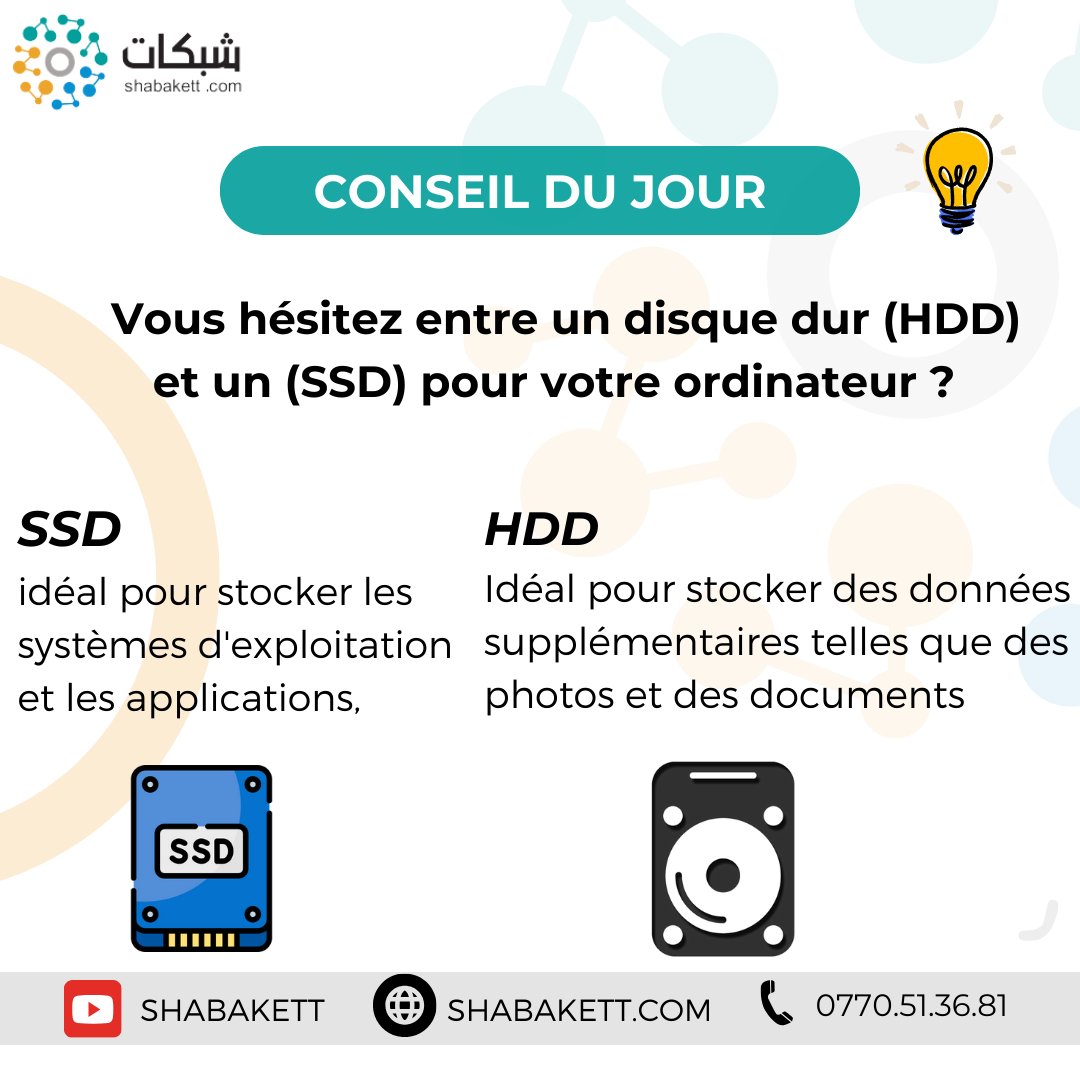 شبكات
shabakett .com
CONSEIL DU JOUR
Vous hésitez entre un disque dur (HDD)
et un (SSD) pour votre ordinateur ?
SSD
idéal pour stocker les
systèmes d'exploitation
et les applications,
HDD
Idéal pour stocker des données
supplémentaires telles que des
photos et des documents
SSD
SHABAKETT
SHABAKETT.COM
0770.51.36.81